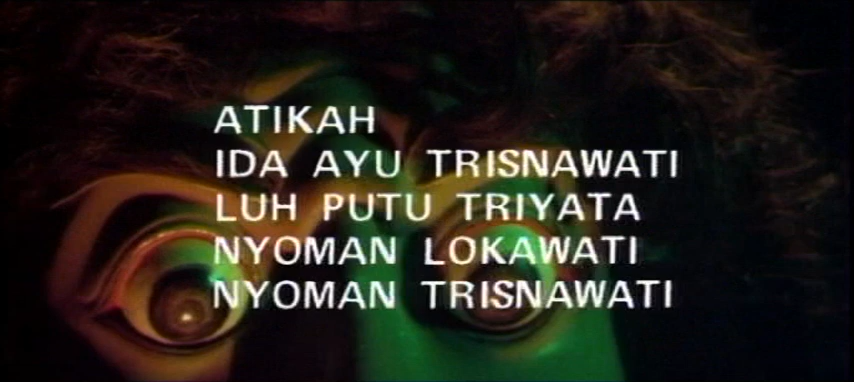 ATIKAH
IDA AYU TRISNAWATI
LUH PUTU TRIYATA
NYOMAN LOKAWATI
NYOMAN TRISNAWATI